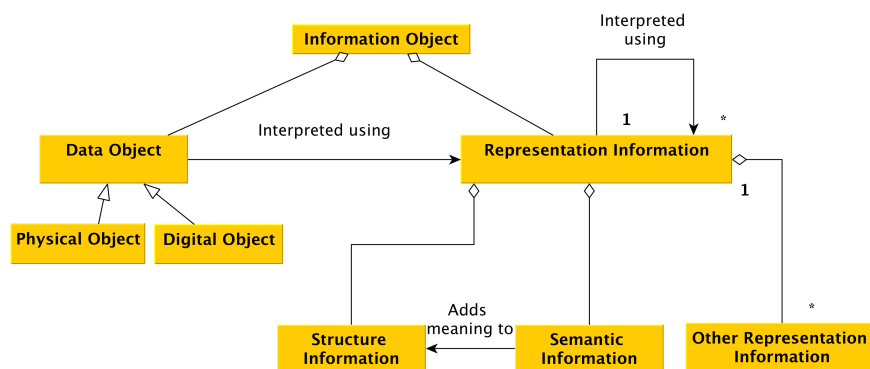 Interpreted
using
Information Object
1
*
Interpreted using
Data Object
Representation Information
1
Physical Object
Digital Object
*
Adds
meaning to
Structure
Information
Semantic
Information
Other Representation
Information